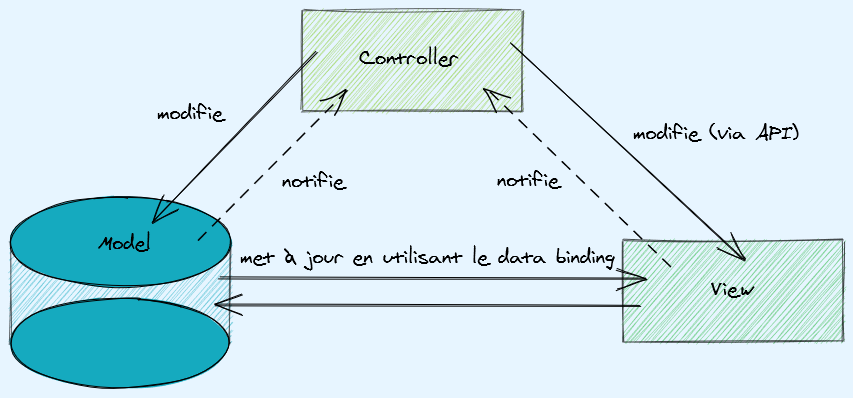 Controller
modifie
modifie (via API)
notifie
notifie
Model
met à jour en utilisant le data binding
View